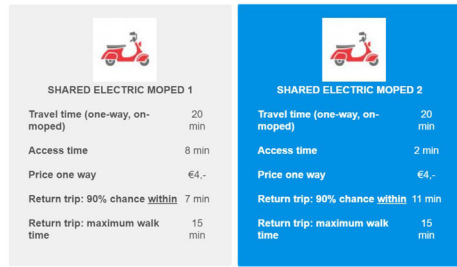 SHARED ELECTRIC MOPED 1
Travel time (one-way, on- 20
moped) min
Access time 8 min
Price one way €4,-
Return trip: 90% chance within 7 min
Return trip: maximum walk 15
time min
SHARED ELECTRIC MOPED 2
Travel time (one-way, on- 20
moped) min
Access time 2 min
Price one way €4,-
Return trip: 90% chance within 11 min
Return trip: maximum walk 15
time min